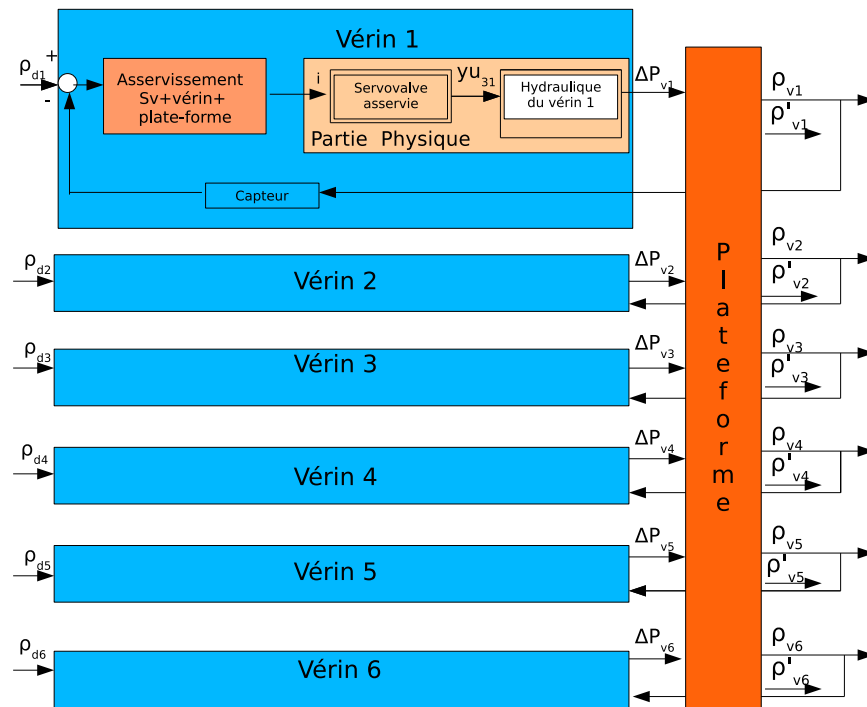 Vérin 1
+
ρd1
-
Asservissement
Sv+vérin+
plate-forme
i
Servovalve
asservie
yu31
Hydraulique
du vérin 1
Partie Physique
Capteur
ΔPv1
ρv1
ρ'v1
ρd2
Vérin 2
ΔPv2
ρv2
ρ'v2
ρd3
Vérin 3
ΔPv3
ρv3
ρ'v3
ρd4
Vérin 4
ΔPv4
ρv4
ρ'v4
ρd5
Vérin 5
ΔPv5
ρv5
ρ'v5
ρd6
Vérin 6
ΔPv6
ρv6
ρ'v6
Plateforme